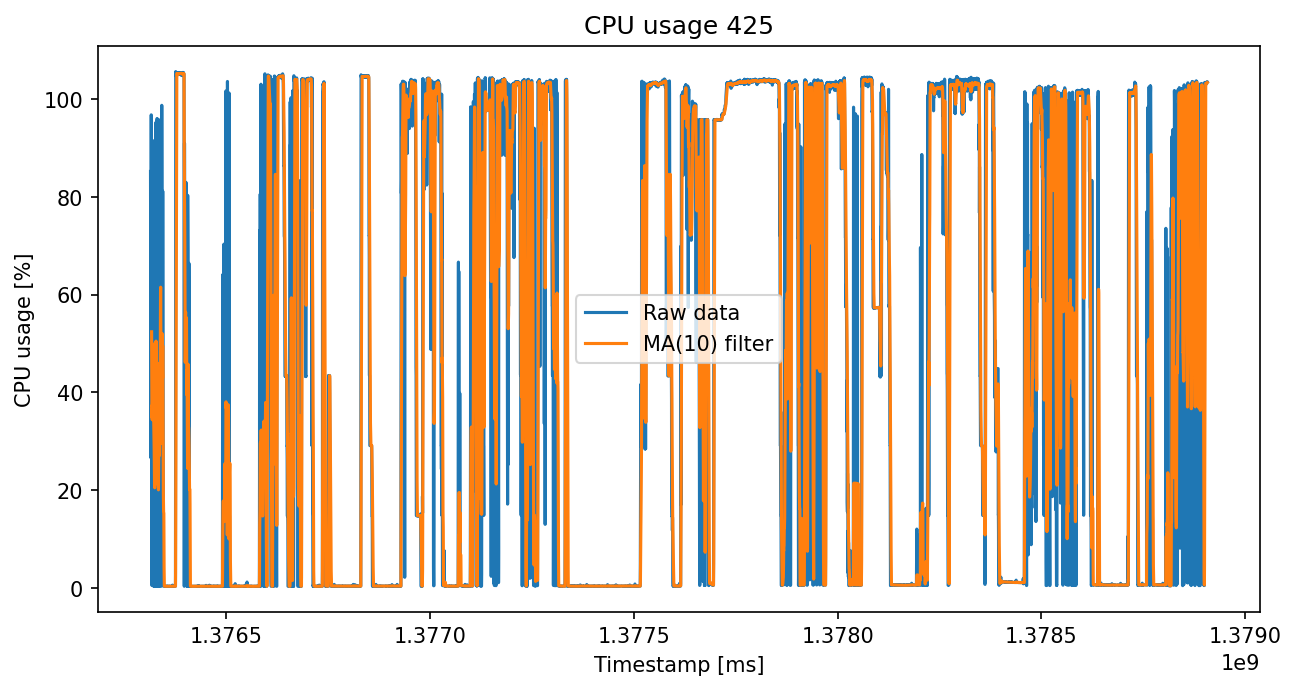 CPU usage 425
CPU usage [%]
100
80
60
40
20
0
Raw data
MA(10) filter
1.3765 1.3770 1.3775 1.3780 1.3785 1.3790
1e9
Timestamp [ms]